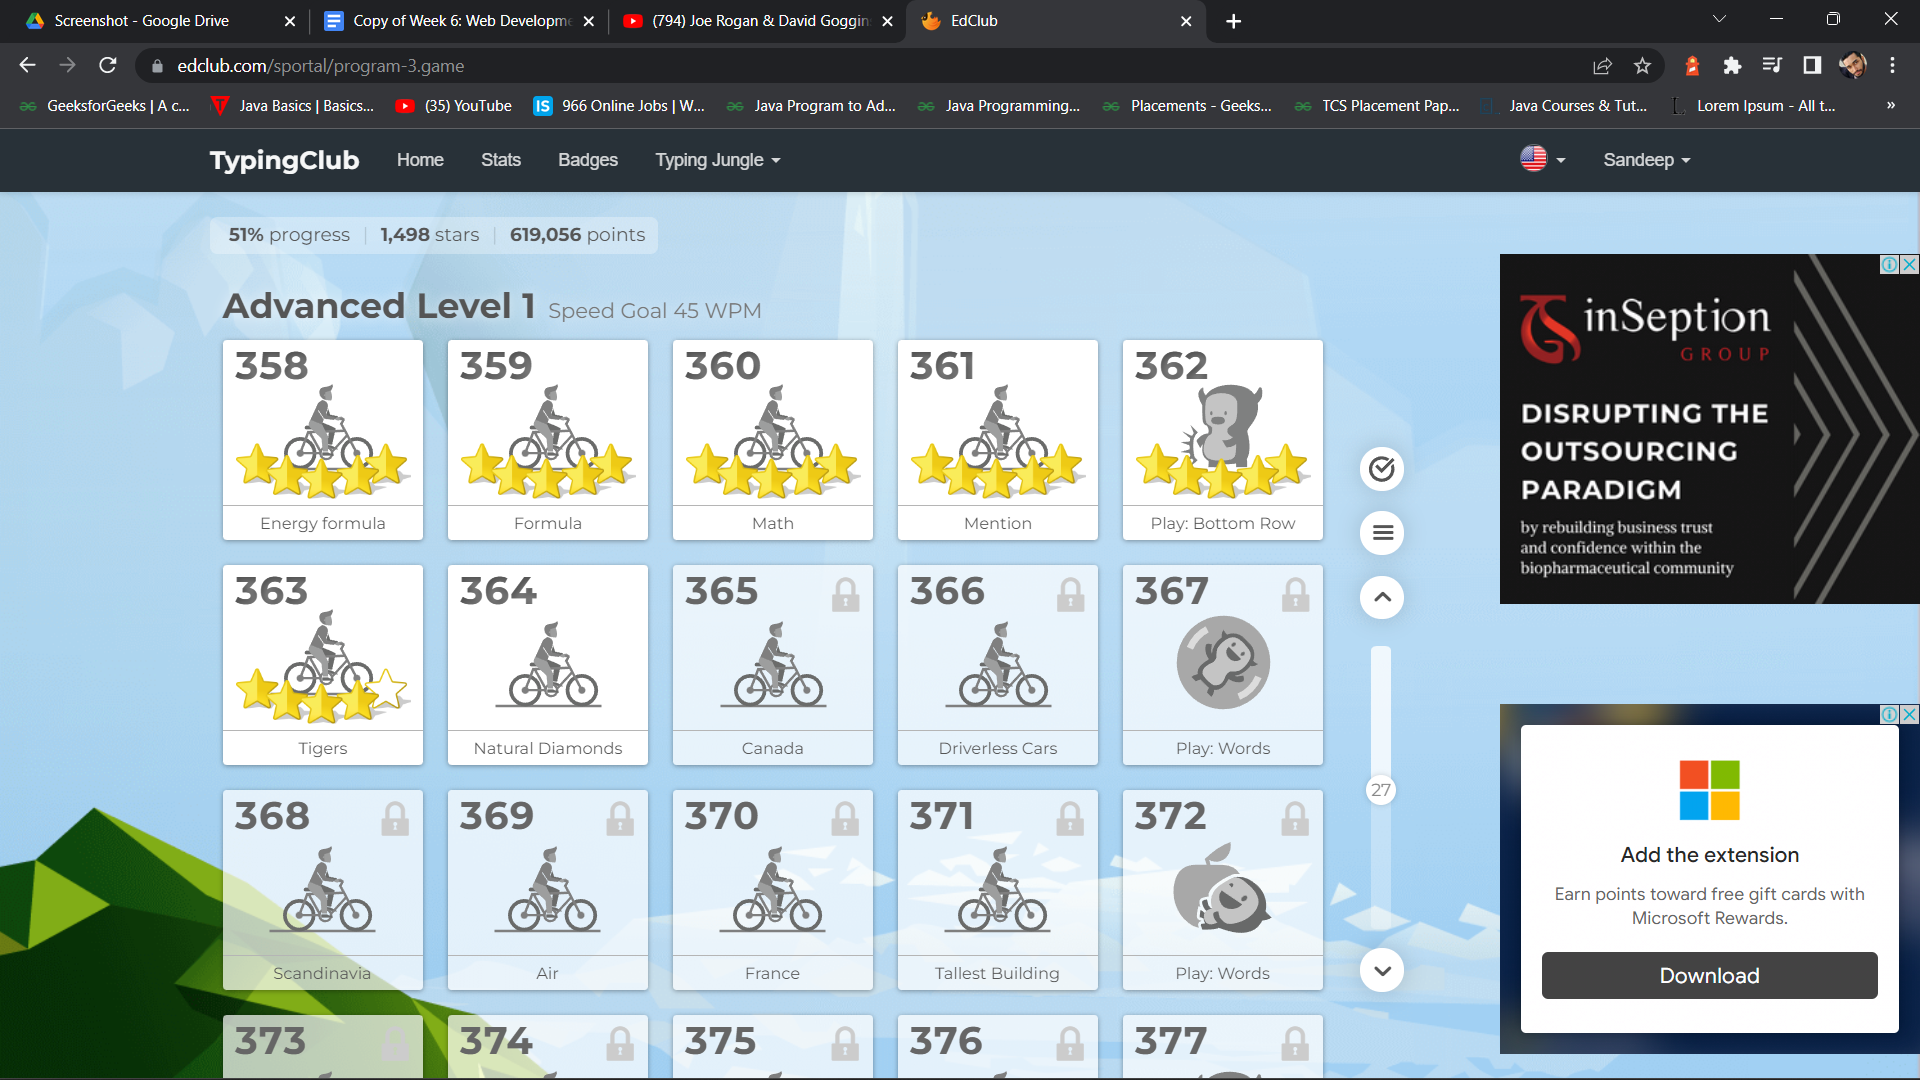 Screenshot - Google Drive
Copy of Week 6: Web Developme
(794) Joe Rogan & David Goggin
EdClub
edclub.com/sportal/program-3.game
GeeksforGeeks | A c...
Java Basics | Basics...
(35) YouTube
IS
966 Online Jobs | W...
Java Program to Ad...
Java Programming...
Placements - Geeks...
TCS Placement Pap...
Java Courses & Tut...
Lorem Ipsum - All t...
»
TypingClub
Home
Stats
Badges
Typing Jungle
Sandeep
51% progress
1,498 stars
619,056 points
Advanced Level 1 Speed Goal 45 WPM
358
359
360
361
362
Energy formula
Formula
Math
Mention
Play: Bottom Row
363
364
365
366
367
Tigers
Natural Diamonds
Canada
Driverless Cars
Play: Words
368
369
370
371
372
Scandinavia
Air
France
Tallest Building
Play: Words
373
374
375
376
377
27
inSeption
GROUP
DISRUPTING THE
OUTSOURCING
PARADIGM
by rebuilding business trust
and confidence within the
biopharmaceutical community
Add the extension
Earn points toward free gift cards with
Microsoft Rewards.
Download